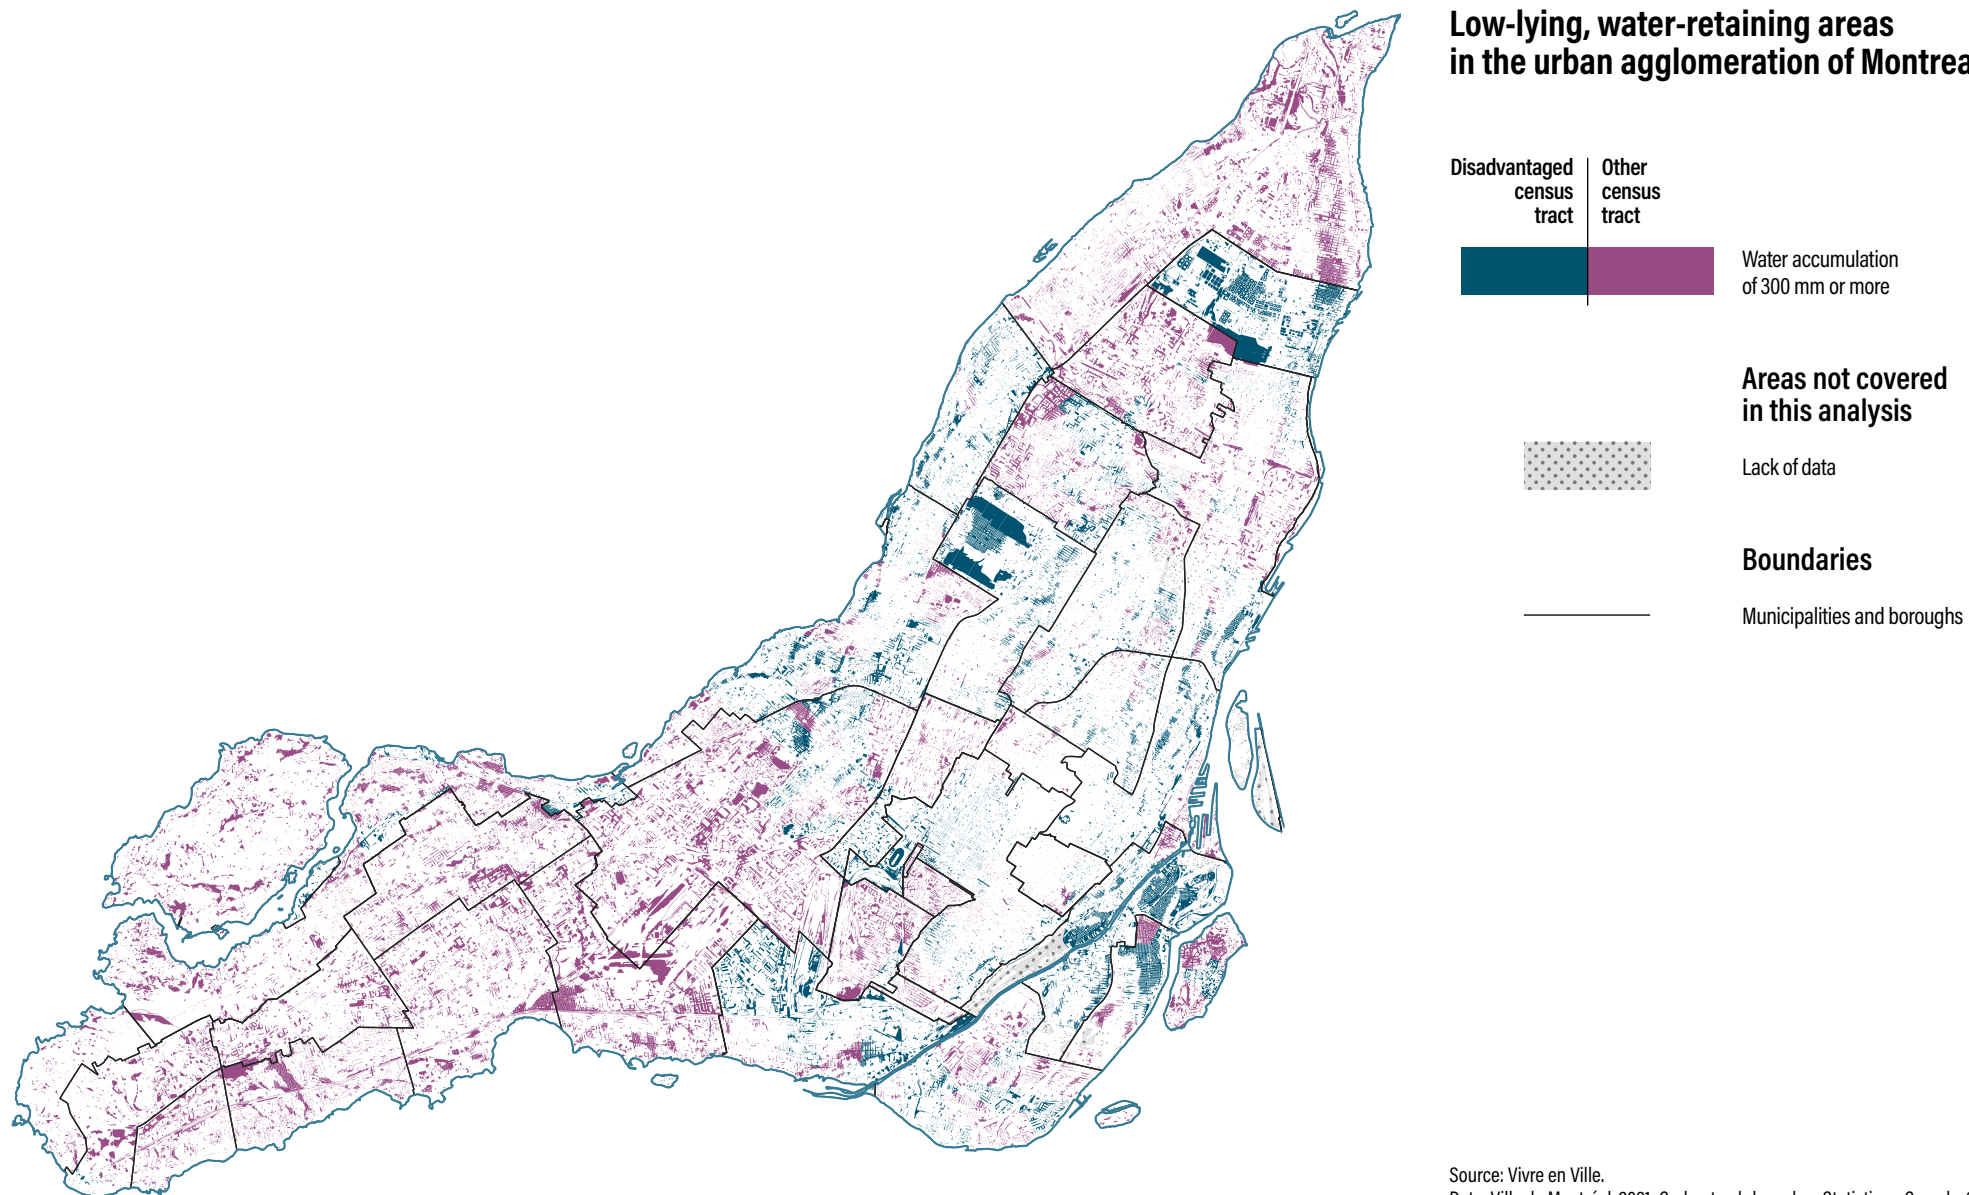 Low-lying, water-retaining areas
in the urban agglomeration of Montrea
Disadvantaged
census
tract
Other
census
tract
Water accumulation
of 300 mm or more
Areas not covered
in this analysis
Lack of data
Boundaries
Municipalities and boroughs
Source: Vivre en Ville.